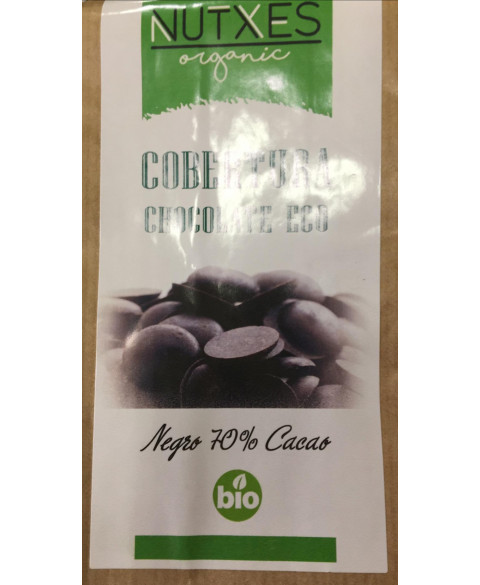 NUTXES
organic
COBERTURA
CHOCOLATE ECO
Negro 70% Cacao
bio